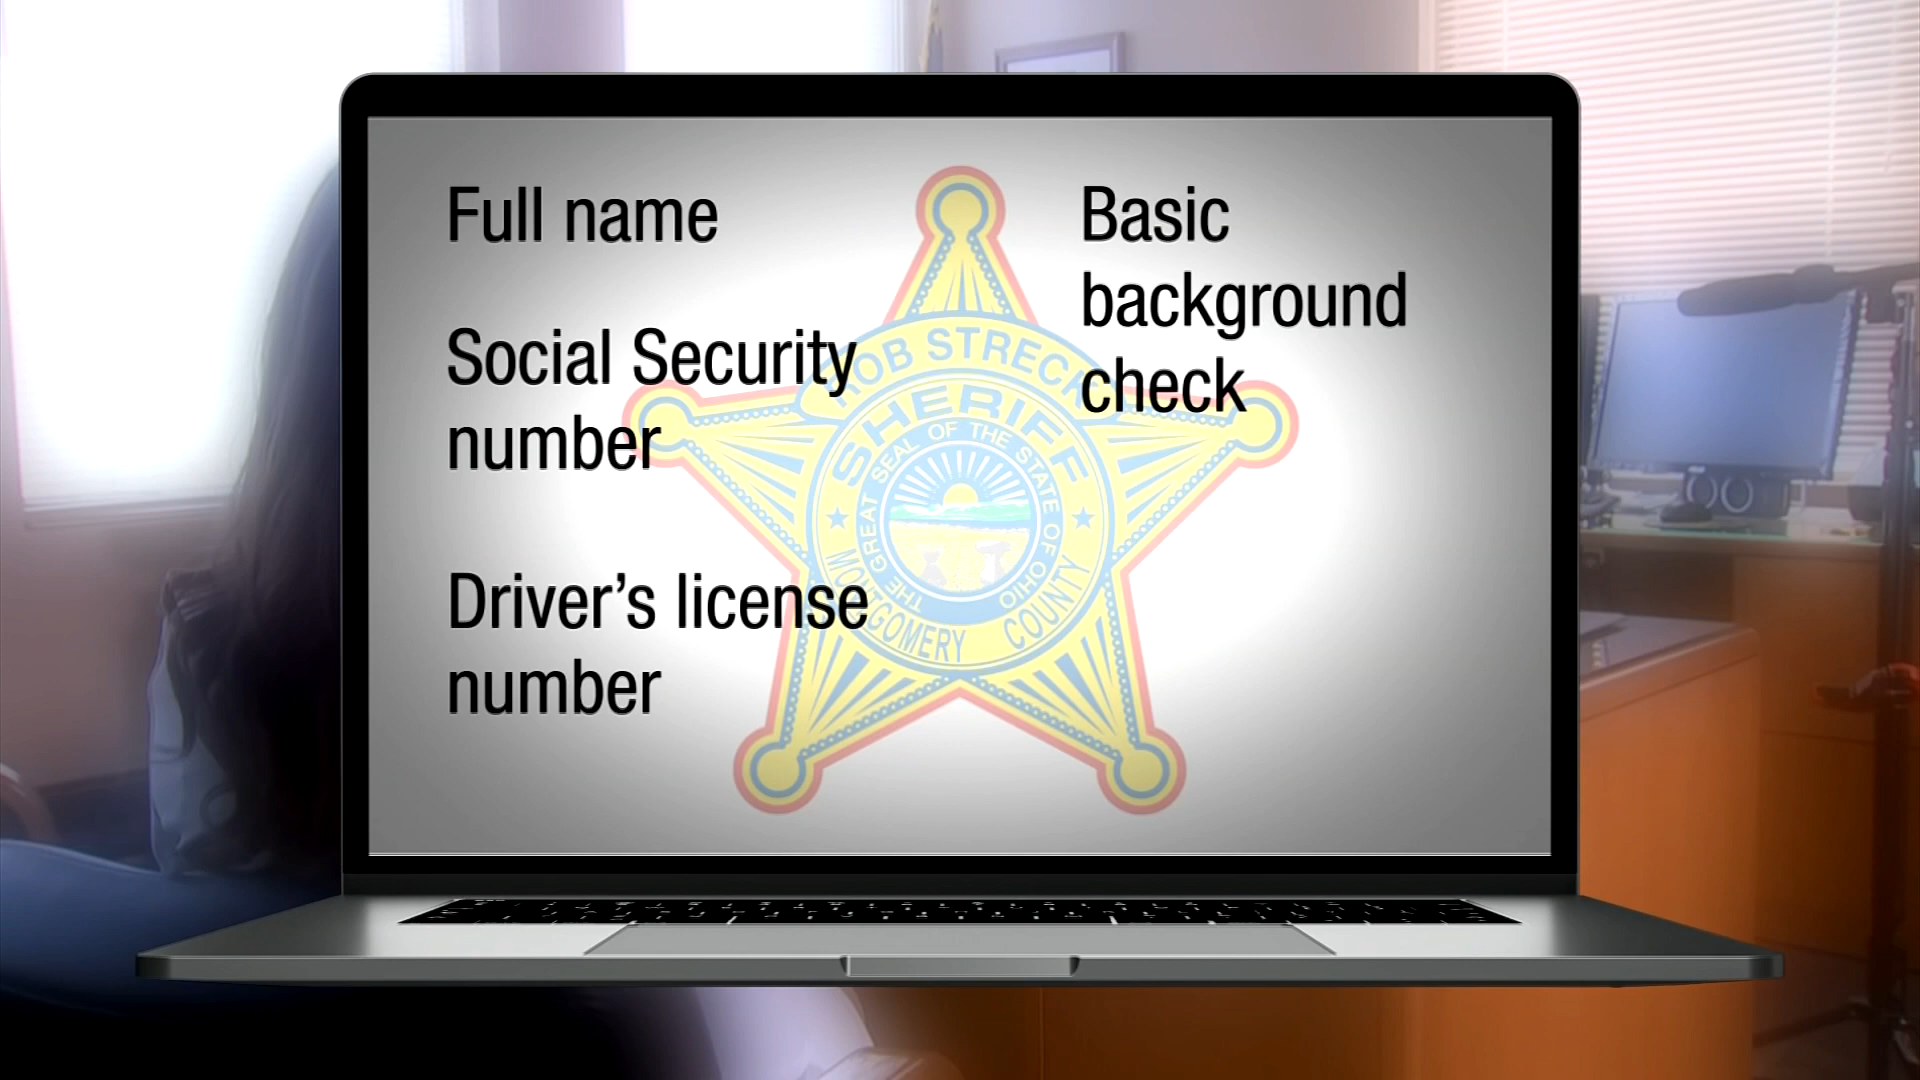 Full name
Social Security
number
Driver’s license
number
Basic
background
check
ROB STRECK
SHERIFF
THE GREAT SEAL OF THE STATE OF OHIO
MONTGOMERY COUNTY